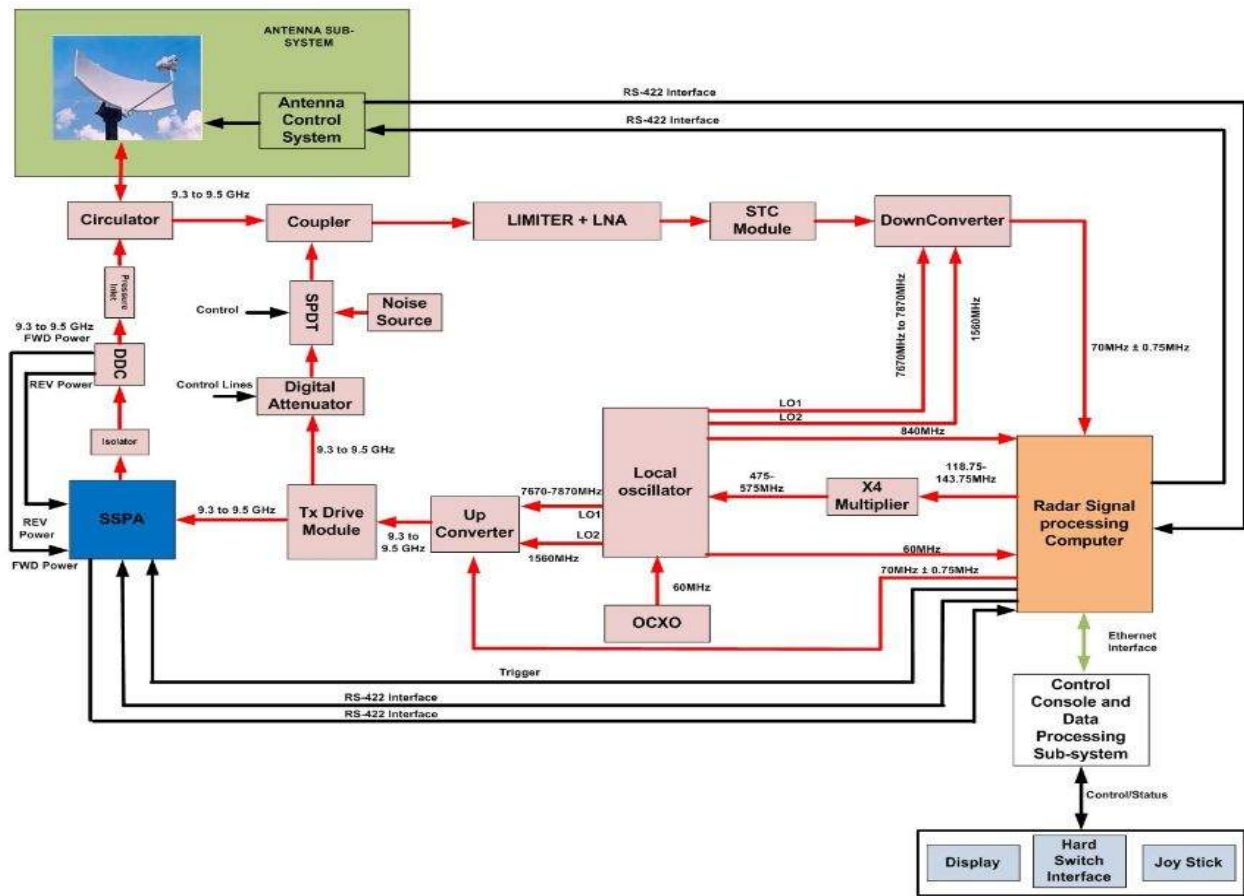 ANTENNA SUB-
SYSTEM
Antenna
Control
System
RS-422 Interface
RS-422 Interface
9.3 to 9.5 GHz
Circulator
Coupler
LIMITER + LNA
STC
Module
DownConverter
Pressure
Inlet
Control
SPDT
Noise
Source
7670MHz to 7870MHz
1560MHz
70MHz ± 0.75MHz
9.3 to 9.5 GHz
FWD Power
DDC
REV Power
Control Lines
Digital
Attenuator
LO1
LO2
840MHz
Isolator
9.3 to 9.5 GHz
Local
oscillator
475-
575MHz
X4
Multiplier
118.75-
143.75MHz
Radar Signal
processing
Computer
SSPA
9.3 to 9.5 GHz
Tx Drive
Module
9.3 to
9.5 GHz
Up
Converter
7670-7870MHz
LO1
LO2
1560MHz
REV
Power
FWD Power
60MHz
70MHz ± 0.75MHz
60MHz
OCXO
Ethernet
Interface
Trigger
RS-422 Interface
RS-422 Interface
Control
Console and
Data
Processing
Sub-system
Control/Status
Display
Hard
Switch
Interface
Joy Stick